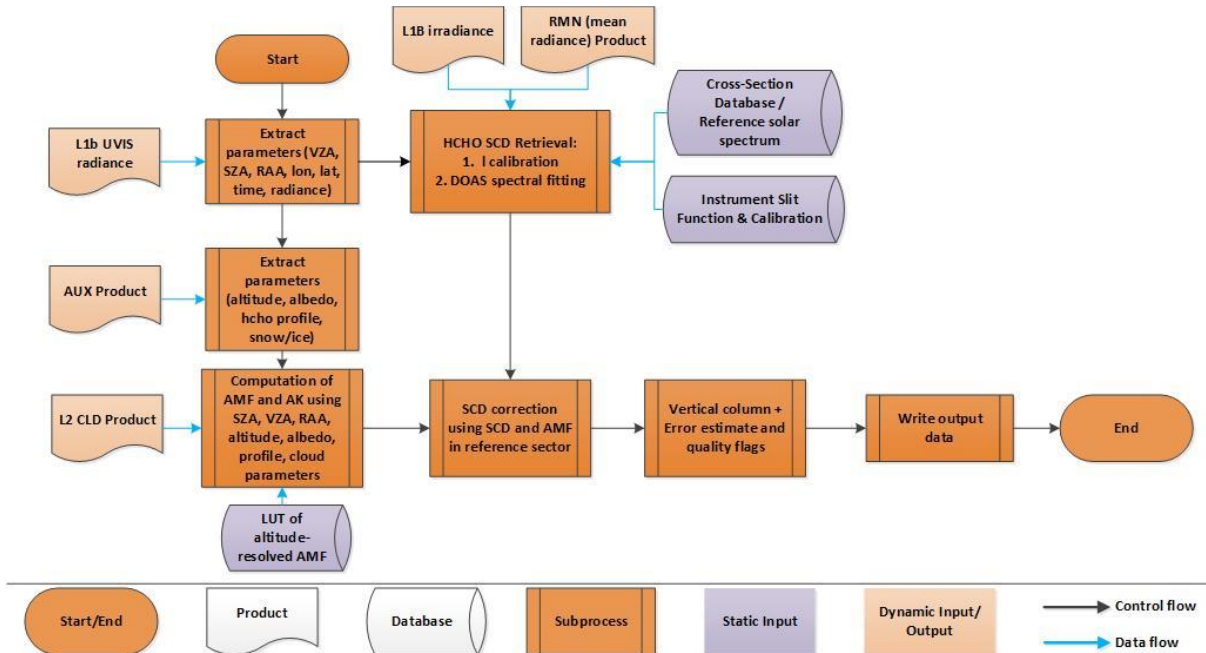 Start
L1B irradiance
RMN (mean
radiance) Product
Cross-Section
Database /
Reference solar
spectrum
L1b UVIS
radiance
Extract
parameters (VZA,
SZA, RAA, lon, lat,
time, radiance)
HCHO SCD Retrieval:
1. l calibration
2. DOAS spectral fitting
Instrument Slit
Function & Calibration
AUX Product
Extract
parameters
(altitude, albedo,
hcho profile,
snow/ice)
L2 CLD Product
Computation of
AMF and AK using
SZA, VZA, RAA,
altitude, albedo,
profile, cloud
parameters
SCD correction
using SCD and AMF
in reference sector
Vertical column +
Error estimate and
quality flags
Write output
data
End
LUT of
altitude-
resolved AMF
Start/End
Product
Database
Subprocess
Static Input
Dynamic Input/
Output
Control flow
Data flow